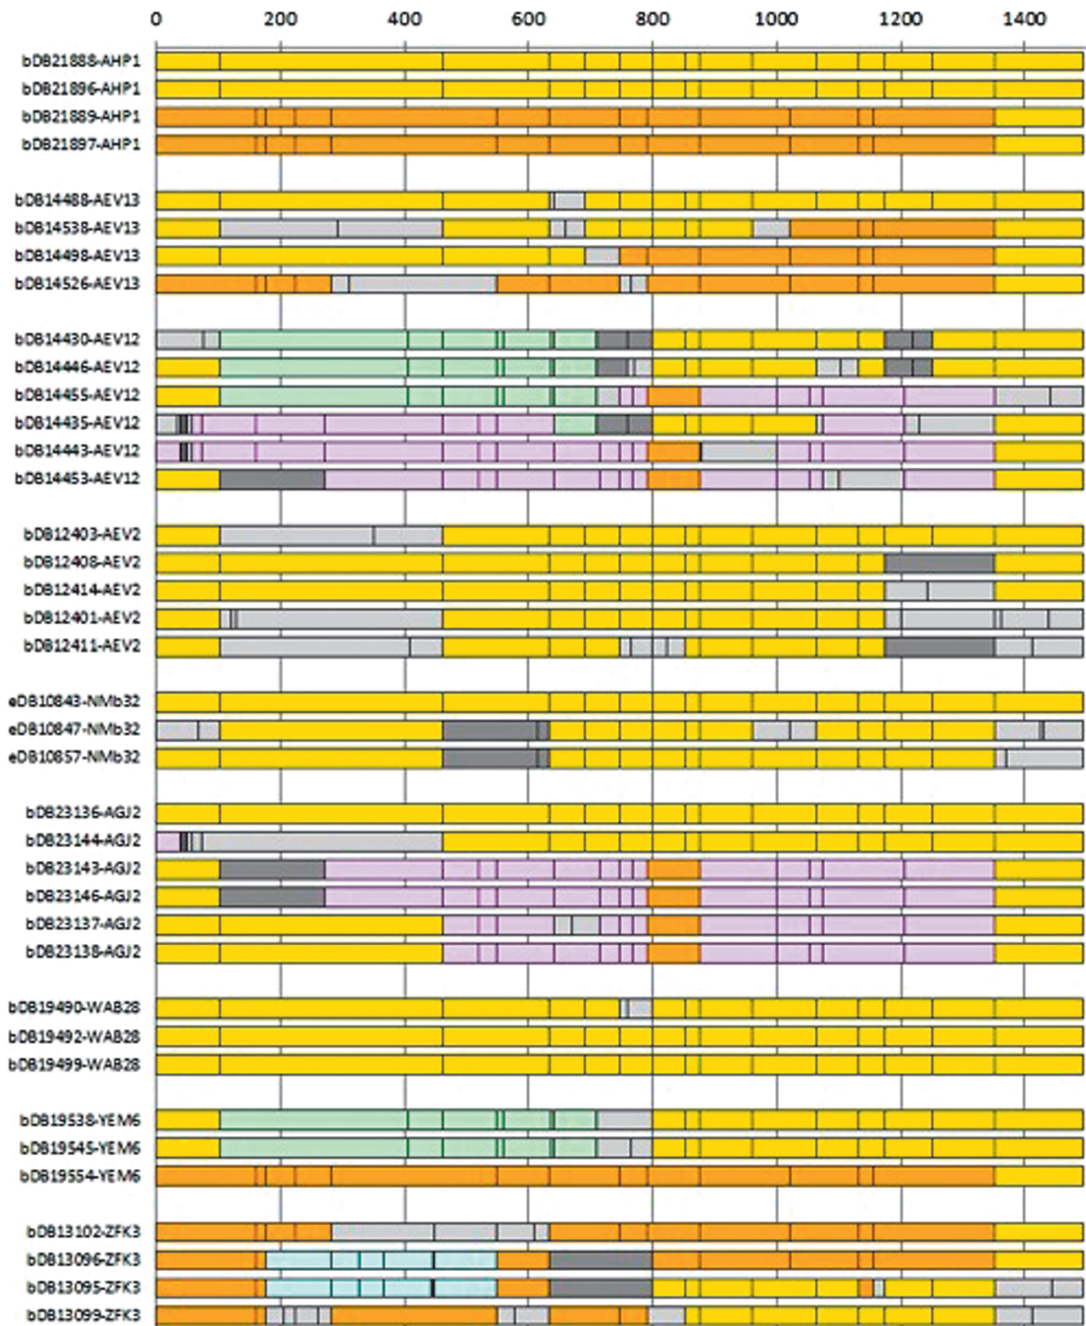 0 200 400 600 800 1000 1200 1400
bDB21888-AHP1
bDB21896-AHP1
bDB21889-AHP1
bDB21897-AHP1
bDB14488-AEV13
bDB14538-AEV13
bDB14498-AEV13
bDB14526-AEV13
bDB14430-AEV12
bDB14446-AEV12
bDB14455-AEV12
bDB14435-AEV12
bDB14443-AEV12
bDB14453-AEV12
bDB12403-AEV2
bDB12408-AEV2
bDB12414-AEV2
bDB12401-AEV2
bDB12411-AEV2
eDB10843-NMb32
eDB10847-NMb32
eDB10857-NMb32
bDB23136-AGJ2
bDB23144-AGJ2
bDB23143-AGJ2
bDB23146-AGJ2
bDB23137-AGJ2
bDB23138-AGJ2
bDB19490-WAB28
bDB19492-WAB28
bDB19499-WAB28
bDB19538-YEM6
bDB19545-YEM6
bDB19554-YEM6
bDB13102-ZFK3
bDB13096-ZFK3
bDB13095-ZFK3
bDB13099-ZFK3